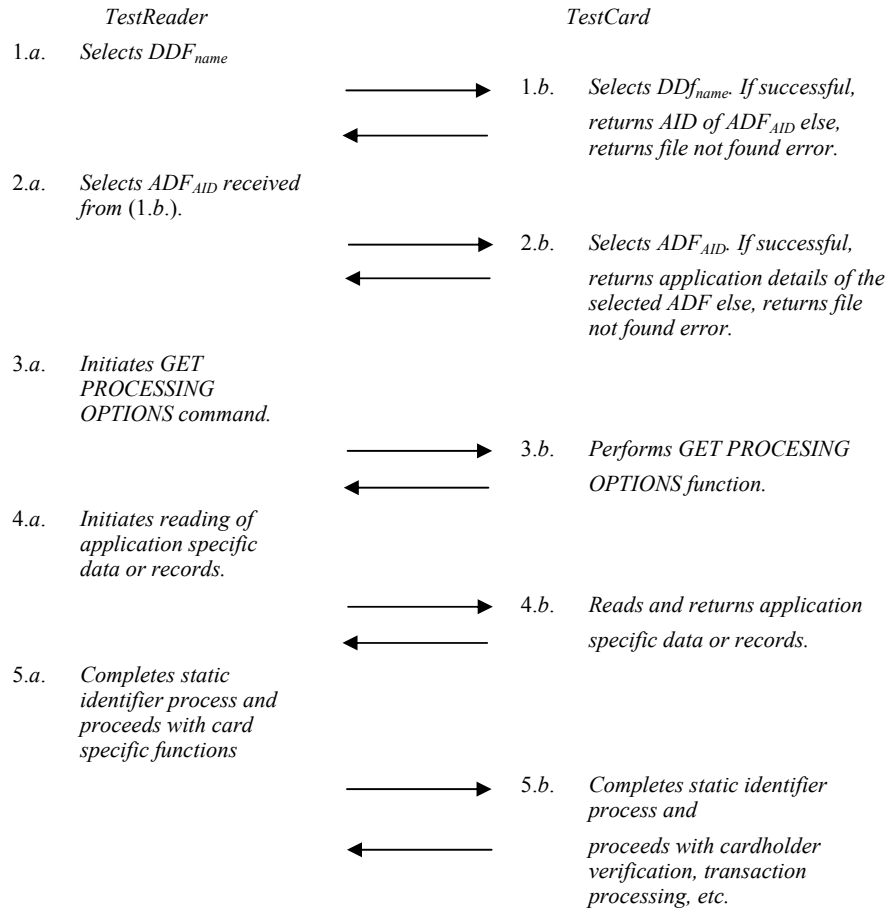 TestReader TestCard
1.a. Selects DDFname
1.b. Selects DDfname. If successful,
returns AID of ADFAID else,
returns file not found error.
2.a. Selects ADFAID received
from (1.b.).
2.b. Selects ADFAID. If successful,
returns application details of the
selected ADF else, returns file
not found error.
3.a. Initiates GET
PROCESSING
OPTIONS command.
3.b. Performs GET PROCESING
OPTIONS function.
4.a. Initiates reading of
application specific
data or records.
4.b. Reads and returns application
specific data or records.
5.a. Completes static
identifier process and
proceeds with card
specific functions
5.b. Completes static identifier
process and
proceeds with cardholder
verification, transaction
processing, etc.